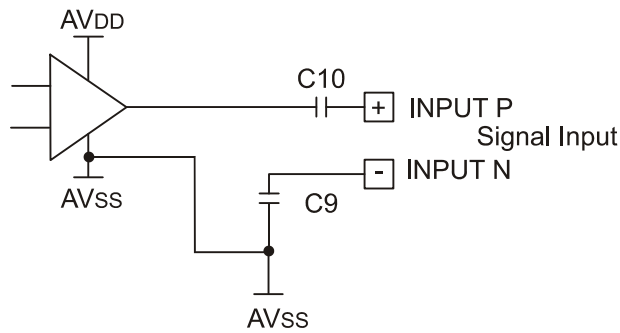 AVDD
C10
+ INPUT P
Signal Input
- INPUT N
AVSS
C9
AVSS